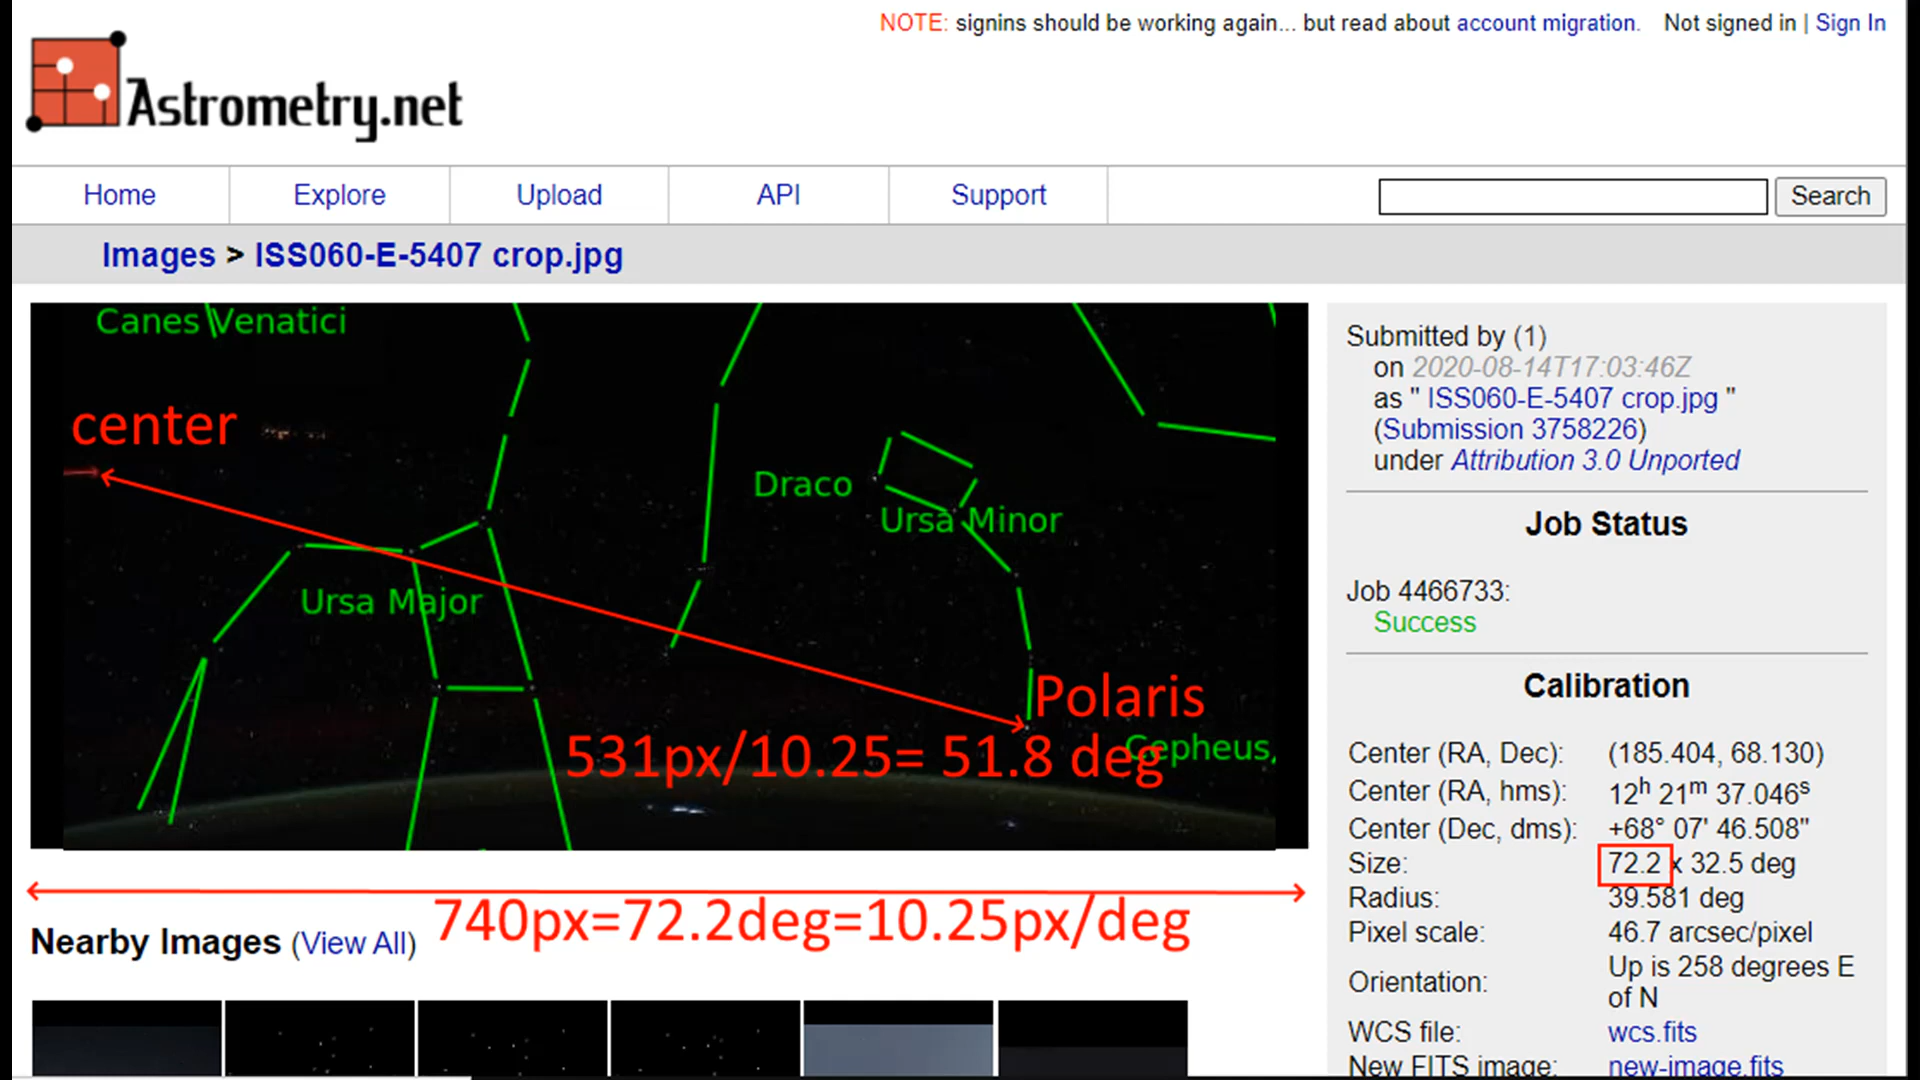 NOTE: signins should be working again... but read about account migration. Not signed in | Sign In
Astrometry.net
Home Explore Upload API Support Search
Images > ISS060-E-5407 crop.jpg
Canes Venatici
center
Draco
Ursa Minor
Ursa Major
Polaris
Cepheus,
531px/10.25= 51.8 deg
740px=72.2deg=10.25px/deg
Nearby Images (View All)
Submitted by (1)
on 2020-08-14T17:03:46Z
as " ISS060-E-5407 crop.jpg "
(Submission 3758226)
under Attribution 3.0 Unported
Job Status
Job 4466733:
Success
Calibration
Center (RA, Dec): (185.404, 68.130)
Center (RA, hms): 12h 21m 37.046s
Center (Dec, dms): +68° 07' 46.508"
Size: 72.2 x 32.5 deg
Radius: 39.581 deg
Pixel scale: 46.7 arcsec/pixel
Orientation: Up is 258 degrees E
of N
WCS file: wcs.fits
New FITS image: new-image.fits